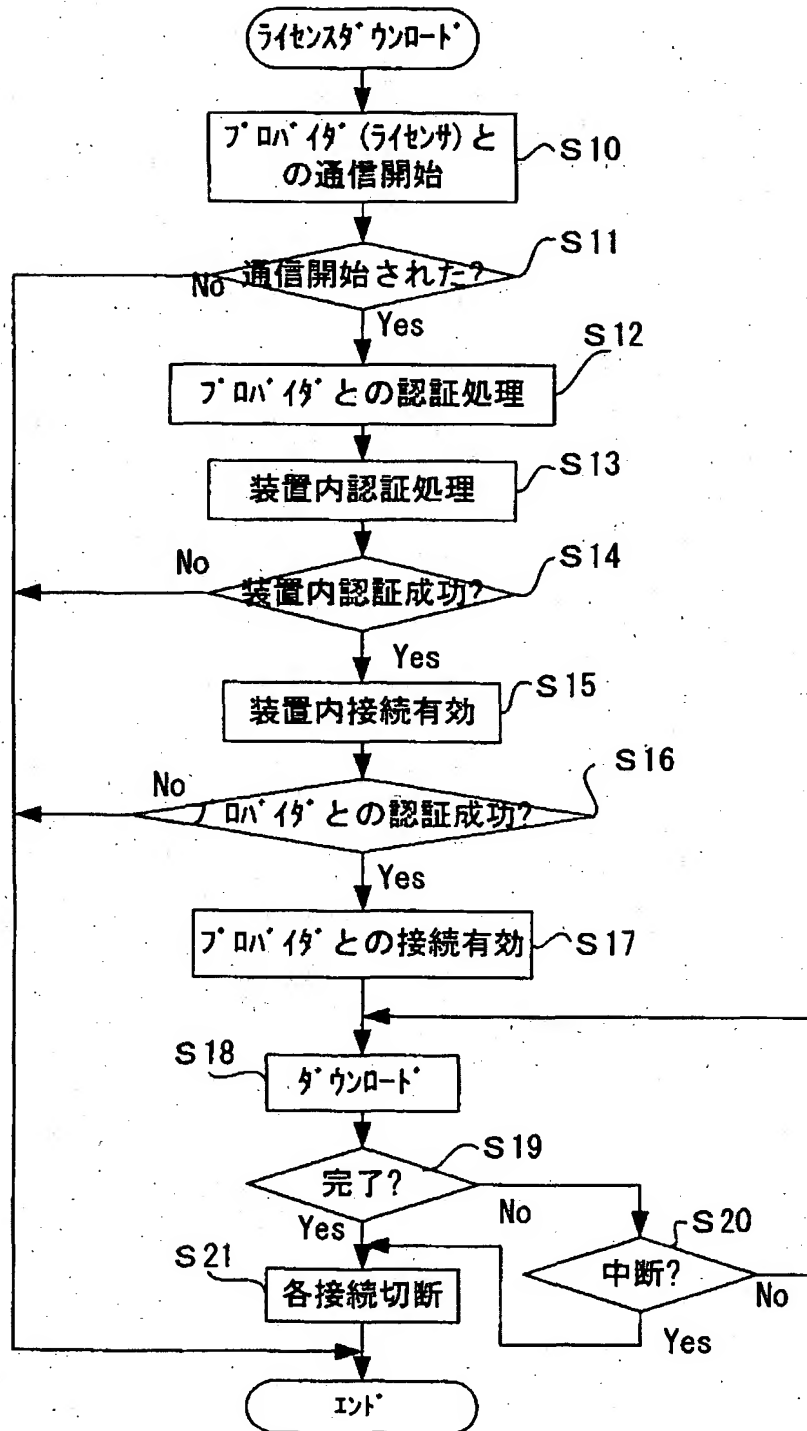 ライセンスダウンロード
プロバイダ(ライセンサ)と
の通信開始
S10
通信開始された?
S11
No
Yes
S12
プロバイダとの認証処理
S13
装置内認証処理
No
S14
装置内認証成功?
Yes
S15
装置内接続有効
No
S16
ロバイダとの認証成功?
Yes
プロバイダとの接続有効
S17
S18
ダウンロード
S19
完了?
Yes
No
S20
S21
中断?
No
各接続切断
Yes
エンド